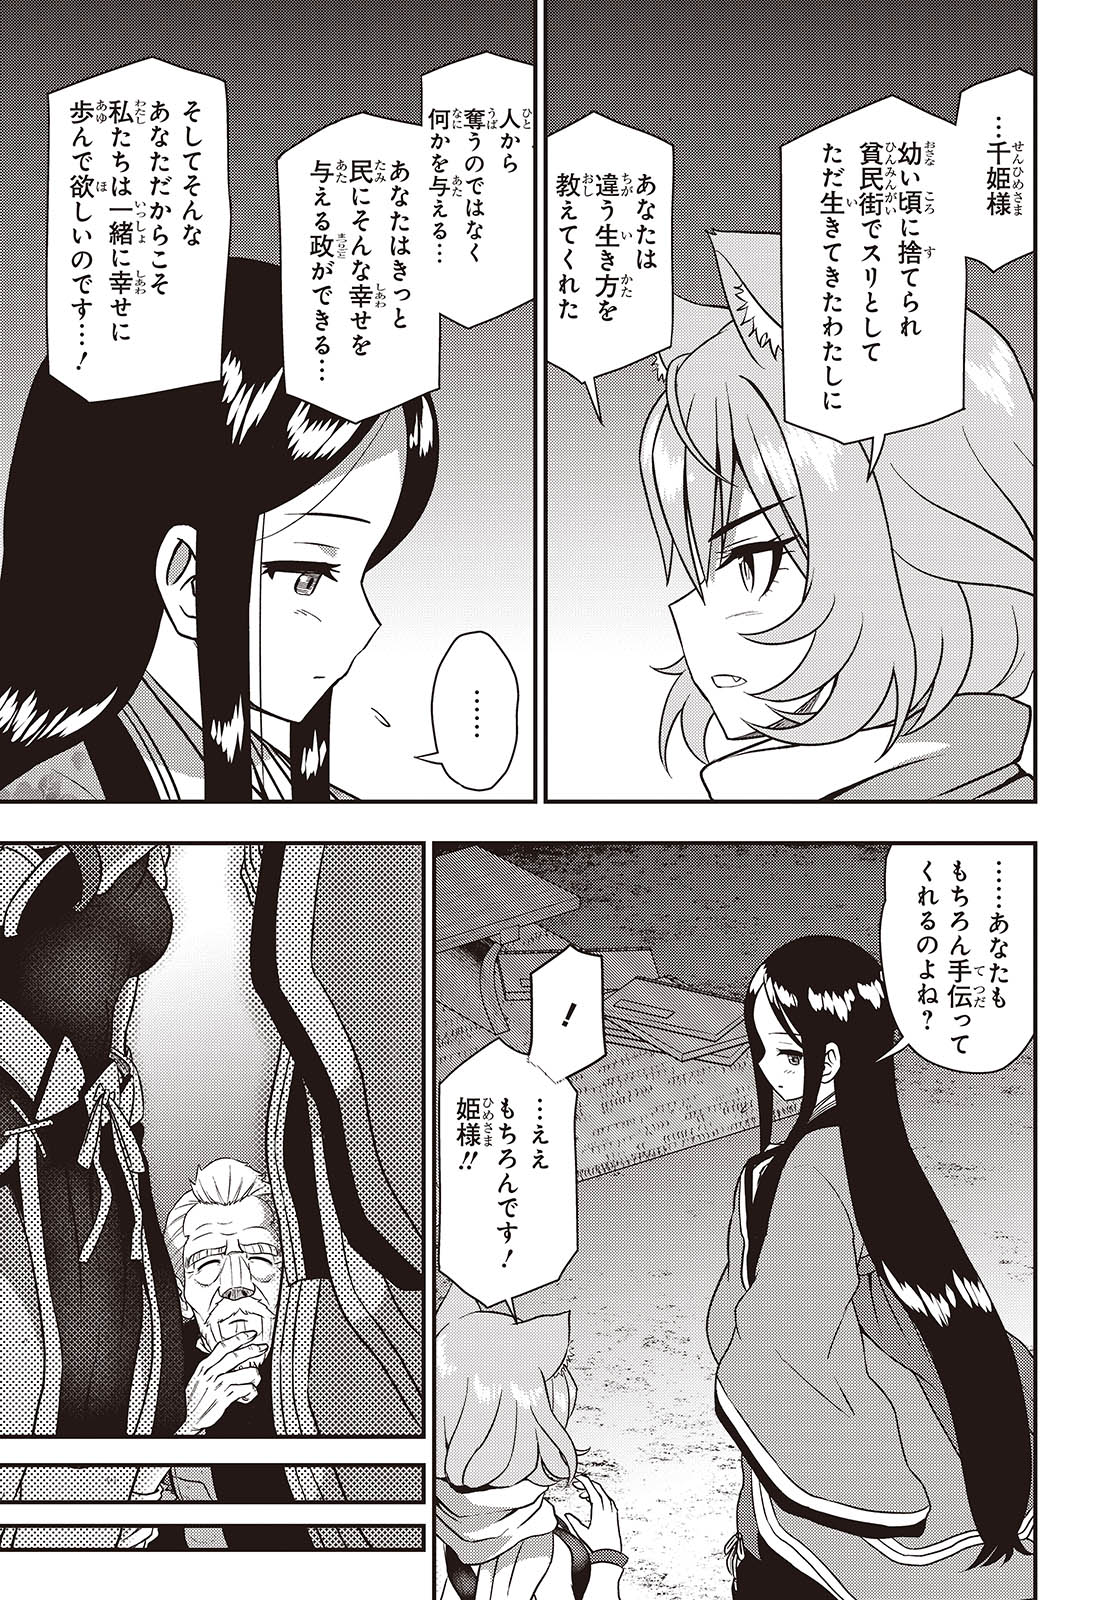 …千姫様
幼い頃に捨てられ
貧民街でスリとして
ただ生きてきたわたしに
あなたは
違う生き方を
教えてくれた
人から
奪うのではなく
何かを与える…
あなたはきっと
民にそんな幸せを
与える政ができる…
そしてそんな
あなただからこそ
私たちは一緒に幸せに
歩んで欲しいのです…！
……
……あなたも
もちろん手伝って
くれるのよね？
！
…ええ
もちろんです！
姫様!!